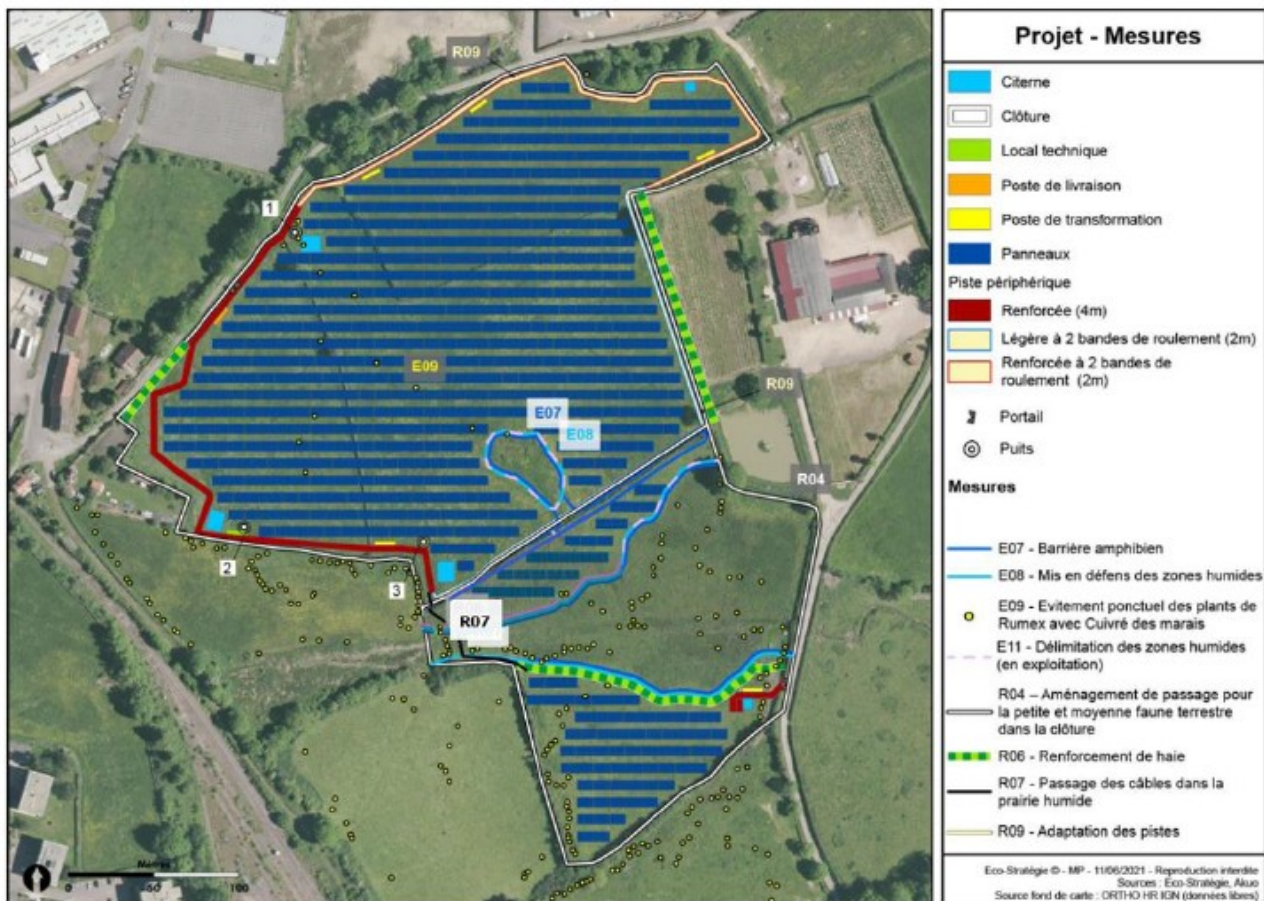 Projet - Mesures
Citerne
Clôture
Local technique
Poste de livraison
Poste de transformation
Panneaux
Piste périphérique
Renforcée (4m)
Légère à 2 bandes de roulement (2m)
Renforcée à 2 bandes de
roulement (2m)
Portail
Puits
Mesures
E07 - Barrière amphibien
E08 - Mis en défens des zones humides
E09 - Evitement ponctuel des plants de
Rumex avec Cuivré des marais
E11 - Délimitation des zones humides
(en exploitation)
R04 – Aménagement de passage pour
la petite et moyenne faune terrestre
dans la clôture
R06 - Renforcement de haie
R07 - Passage des câbles dans la
prairie humide
R09 - Adaptation des pistes
Eco-Stratégie © - MP - 11/06/2021 - Reproduction interdite
Sources : Eco-Stratégie, Akuo
Source fond de carte : ORTHO HR IGN (données libres)
R09
1
E09
R09
E07
E08
R04
2
3
R07
Mètres
0 50 100